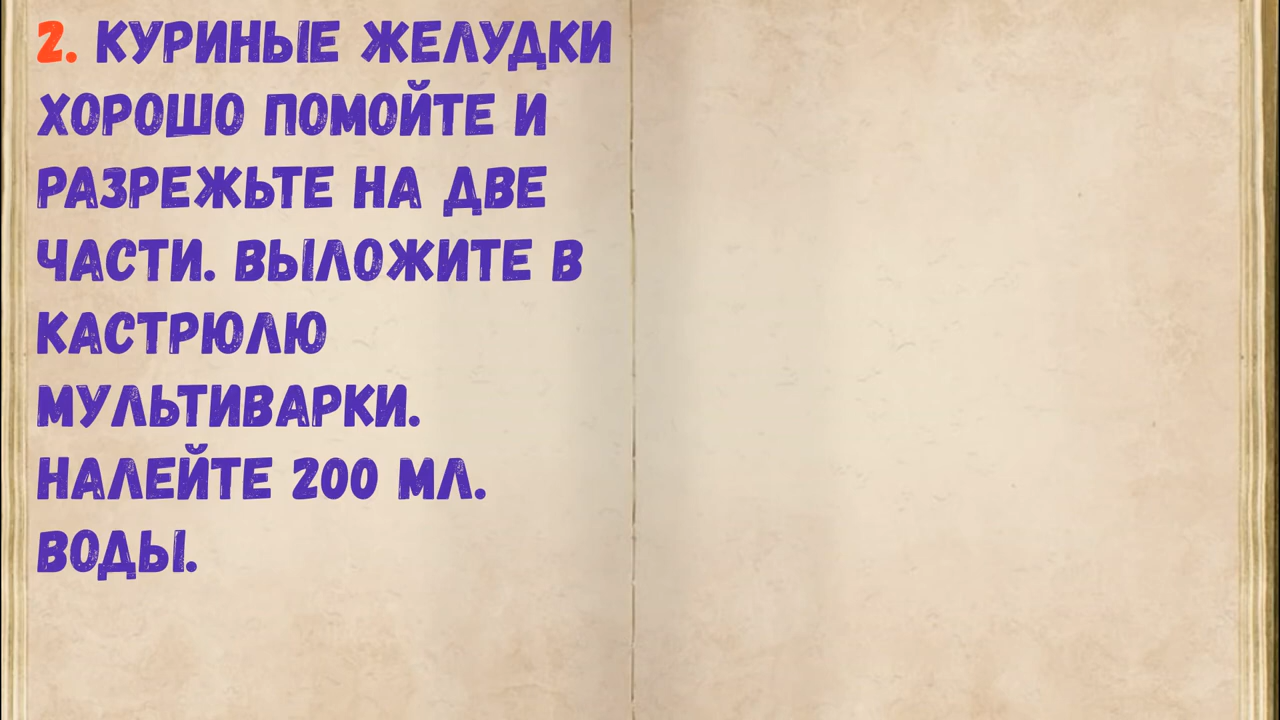 2. КУРИНЫЕ ЖЕЛУДКИ
ХОРОШО ПОМОЙТЕ И
РАЗРЕЖЬТЕ НА ДВЕ
ЧАСТИ. ВЫЛОЖИТЕ В
КАСТРЮЛЮ
МУЛЬТИВАРКИ.
НАЛЕЙТЕ 200 МЛ.
ВОДЫ.